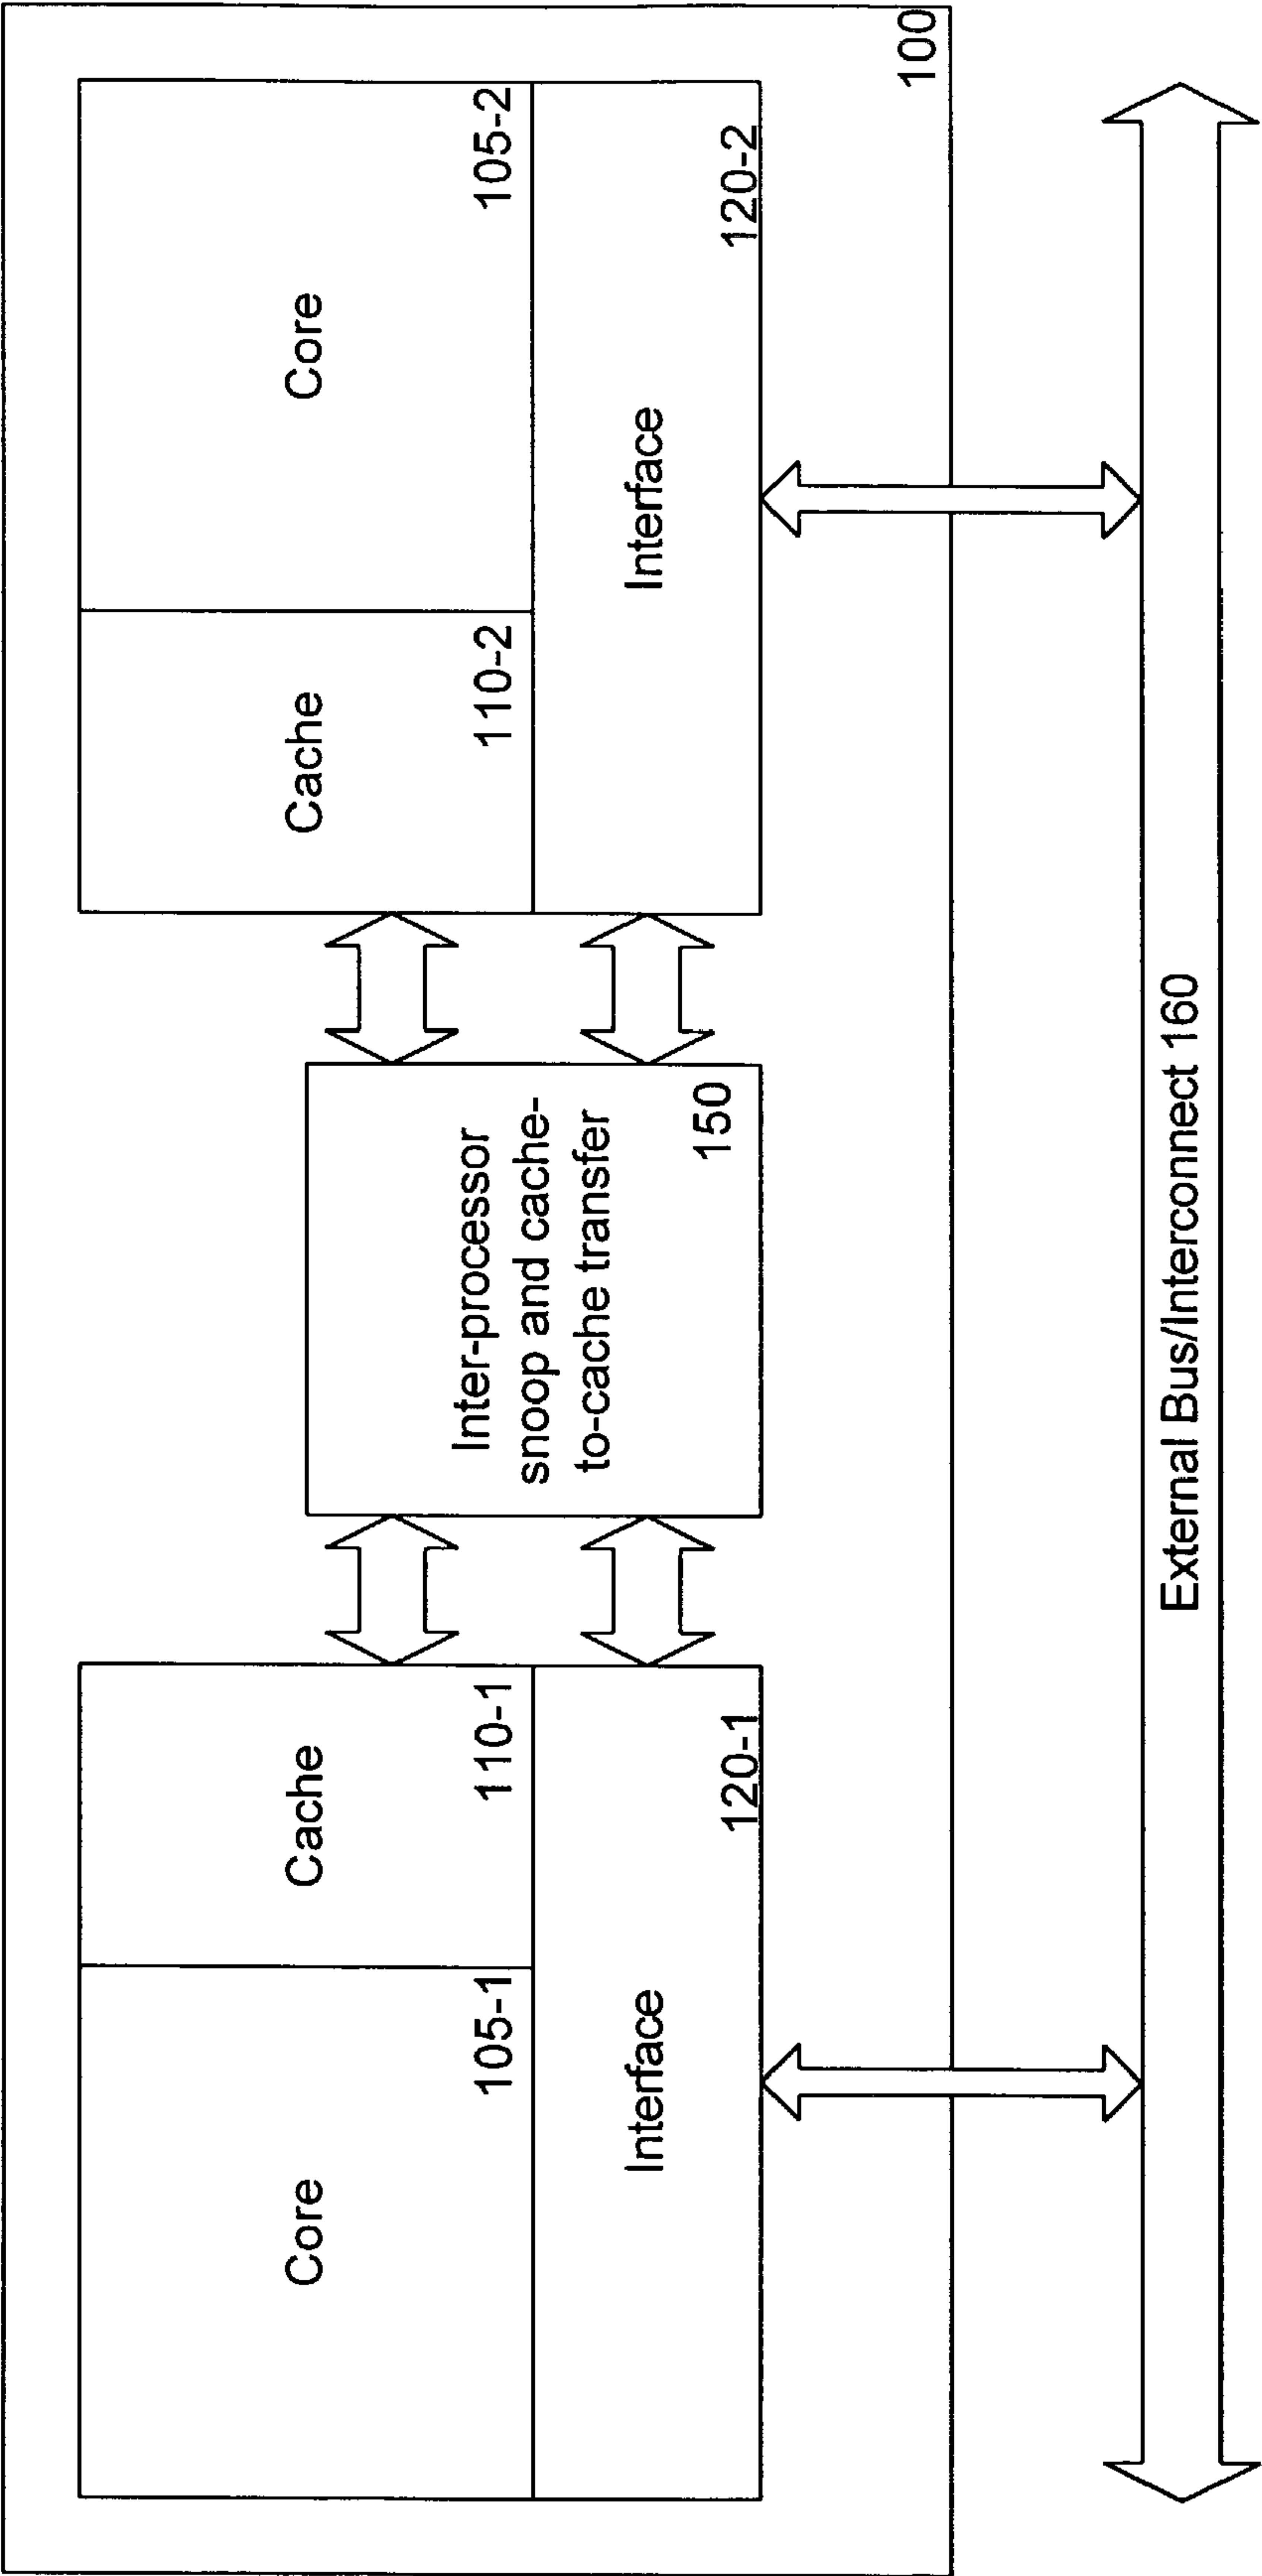 Core
105-1
Cache
110-1
Interface
120-1
Inter-processor
snoop and cache-
to-cache transfer
150
Cache
110-2
Core
105-2
Interface
120-2
100
External Bus/Interconnect 160